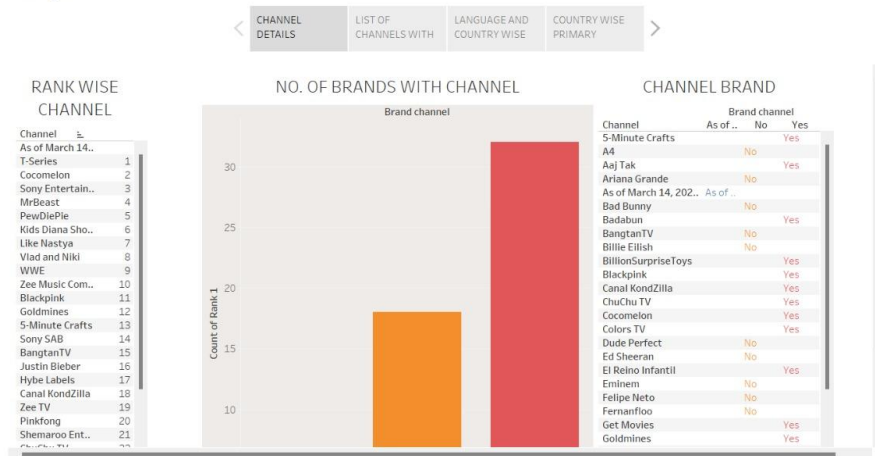 CHANNEL
DETAILS
LIST OF
CHANNELS WITH
LANGUAGE AND
COUNTRY WISE
COUNTRY WISE
PRIMARY
RANK WISE
CHANNEL
Channel
As of March 14..
T-Series 1
Cocomelon 2
Sony Entertain.. 3
MrBeast 4
PewDiePie 5
Kids Diana Sho.. 6
Like Nastya 7
Vlad and Niki 8
WWE 9
Zee Music Com.. 10
Blackpink 11
Goldmines 12
5-Minute Crafts 13
Sony SAB 14
BangtanTV 15
Justin Bieber 16
Hybe Labels 17
Canal KondZilla 18
Zee TV 19
Pinkfong 20
Shemaroo Ent.. 21
NO. OF BRANDS WITH CHANNEL
Brand channel
Count of Rank 1
30
25
20
15
10
CHANNEL BRAND
Brand channel
Channel As of .. No Yes
5-Minute Crafts Yes
A4 No
Aaj Tak Yes
Ariana Grande No
As of March 14, 202.. As of ..
Bad Bunny No
Badabun Yes
BangtanTV No
Billie Eilish No
BillionSurpriseToys Yes
Blackpink Yes
Canal KondZilla Yes
ChuChu TV Yes
Cocomelon Yes
Colors TV Yes
Dude Perfect No
Ed Sheeran No
El Reino Infantil Yes
Eminem No
Felipe Neto No
Fernanfloo No
Get Movies Yes
Goldmines Yes